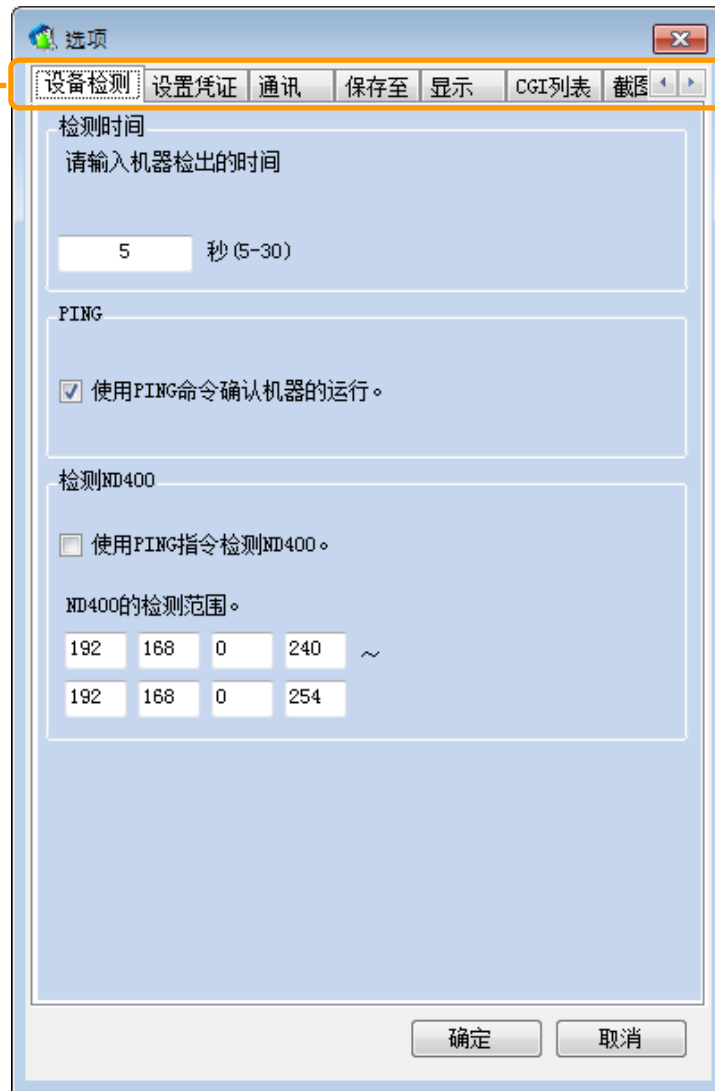 选项
设备检测 设置凭证 通讯 保存至 显示 CGI列表 截图
检测时间
请输入机器检出的时间
5 秒(5-30)
PING
使用PING命令确认机器的运行。
检测ND400
使用PING指令检测ND400。
ND400的检测范围。
192 168 0 240 ～
192 168 0 254
确定 取消